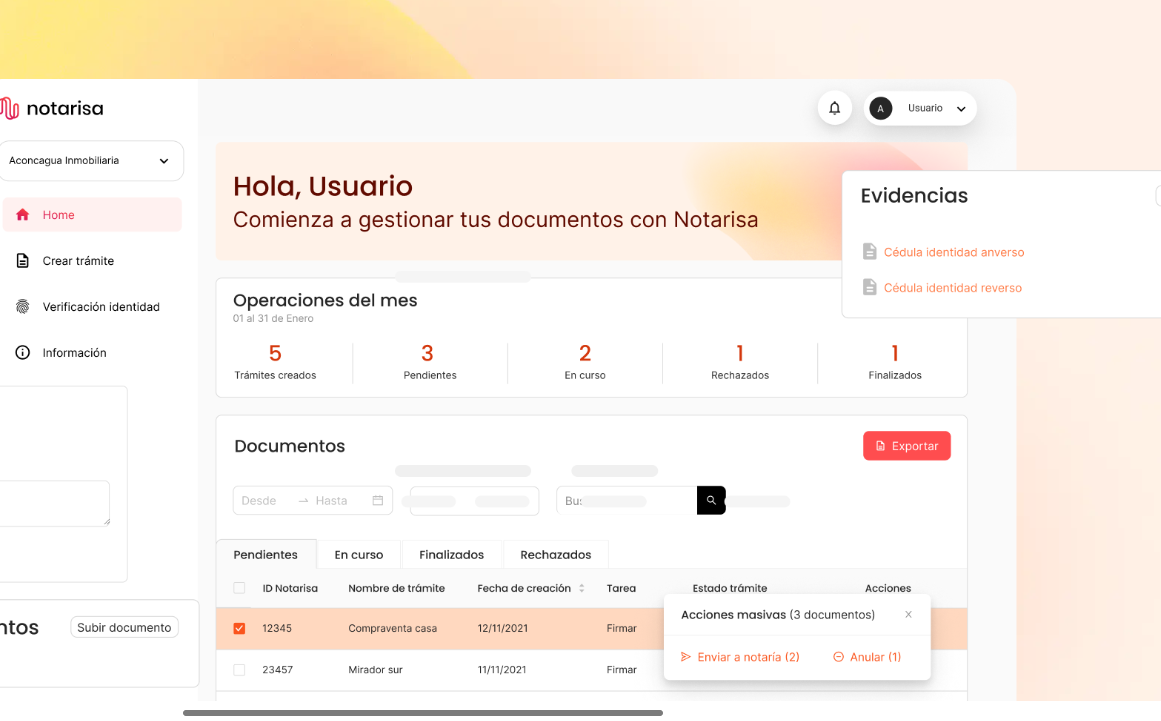 notarisa
A
Usuario
Aconcagua Inmobiliaria
Home
Crear trámite
Verificación identidad
Información
Hola, Usuario
Comienza a gestionar tus documentos con Notarisa
Evidencias
Cédula identidad anverso
Cédula identidad reverso
Operaciones del mes
01 al 31 de Enero
5 3 2 1 1
Trámites creados Pendientes En curso Rechazados Finalizados
Documentos
Exportar
Desde Hasta
Pendientes En curso Finalizados Rechazados
ID Notarisa Nombre de trámite Fecha de creación Tarea Estado trámite Acciones
12345 Compraventa casa 12/11/2021 Firmar
23457 Mirador sur 11/11/2021 Firmar
Acciones masivas (3 documentos)
Enviar a notaría (2) Anular (1)
Subir documento